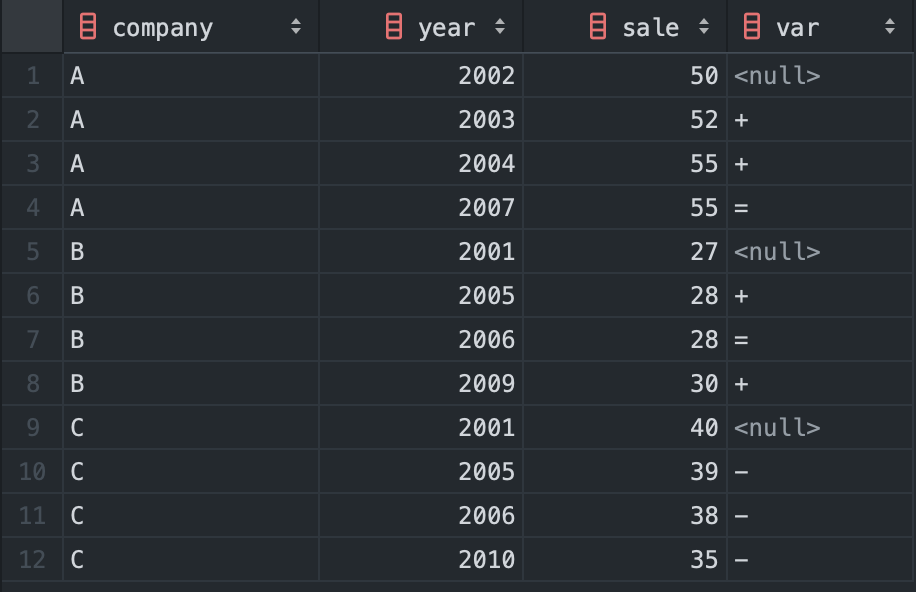 company year sale var
1 A 2002 50 <null>
2 A 2003 52 +
3 A 2004 55 +
4 A 2007 55 =
5 B 2001 27 <null>
6 B 2005 28 +
7 B 2006 28 =
8 B 2009 30 +
9 C 2001 40 <null>
10 C 2005 39 -
11 C 2006 38 -
12 C 2010 35 -